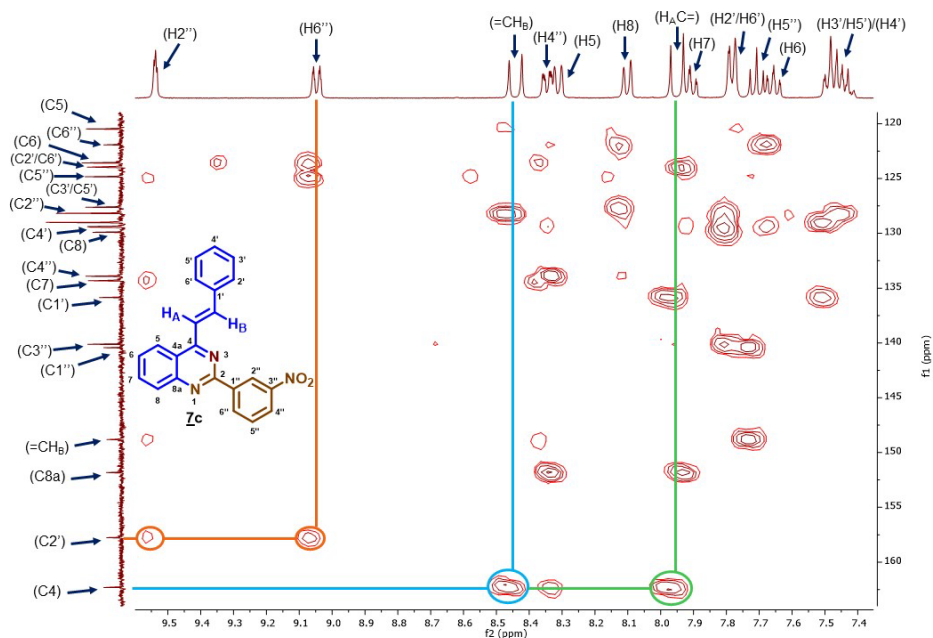 (H2'') (H6'') (=CH_B) (H4'') (H5) (H8) (H_AC=) (H7) (H2'/H6') (H5'') (H6) (H3'/H5')/(H4')
(C5)
(C6'')
(C6)
(C2'/C6')
(C5'')
(C3'/C5')
(C2'')
(C4')
(C8)
(C4'')
(C7)
(C1')
(C3'')
(C1'')
(=CH_B)
(C8a)
(C2')
(C4)
4'
5' 3'
6' 2'
1'
H_A H_B
5 4 4a 3
6 2
7 8a 1
8
N N
1'' 2'' 3'' NO2
6'' 4''
5''
7c
120
125
130
135
140
145
150
155
160
f1 (ppm)
9.5 9.4 9.3 9.2 9.1 9.0 8.9 8.8 8.7 8.6 8.5 8.4 8.3 8.2 8.1 8.0 7.9 7.8 7.7 7.6 7.5 7.4
f2 (ppm)